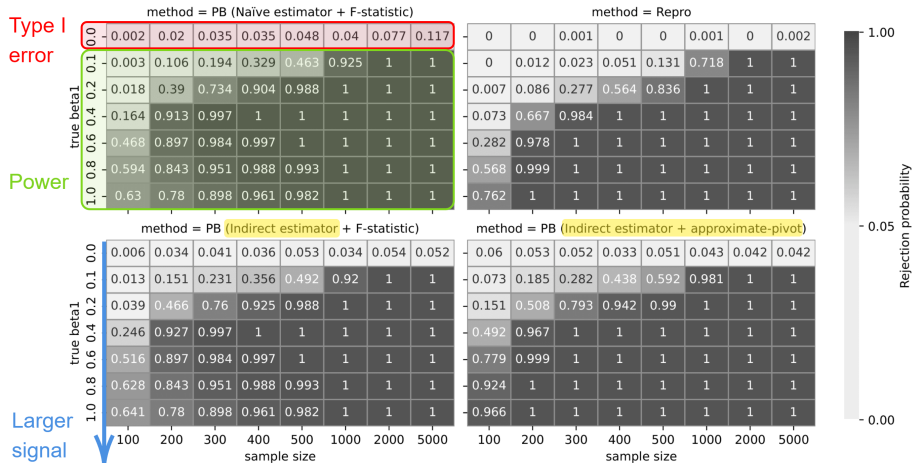 method = PB (Naïve estimator + F-statistic)
Type I error
true beta1
0.0 0.002 0.02 0.035 0.035 0.048 0.04 0.077 0.117
0.1 0.003 0.106 0.194 0.329 0.463 0.925 1 1
0.2 0.018 0.39 0.734 0.904 0.988 1 1 1
0.4 0.164 0.913 0.997 1 1 1 1 1
0.6 0.468 0.897 0.984 0.997 1 1 1 1
0.8 0.594 0.843 0.951 0.988 0.993 1 1 1
1.0 0.63 0.78 0.898 0.961 0.982 1 1 1
Power
method = Repro
0 0 0.001 0 0 0.001 0 0.002
0 0.012 0.023 0.051 0.131 0.718 1 1
0.007 0.086 0.277 0.564 0.836 1 1 1
0.073 0.667 0.984 1 1 1 1 1
0.282 0.978 1 1 1 1 1 1
0.568 0.999 1 1 1 1 1 1
0.762 1 1 1 1 1 1 1
method = PB (Indirect estimator + F-statistic)
true beta1
0.0 0.006 0.034 0.041 0.036 0.053 0.034 0.054 0.052
0.1 0.013 0.151 0.231 0.356 0.492 0.92 1 1
0.2 0.039 0.466 0.76 0.925 0.988 1 1 1
0.4 0.246 0.927 0.997 1 1 1 1 1
0.6 0.516 0.897 0.984 0.997 1 1 1 1
0.8 0.628 0.843 0.951 0.988 0.993 1 1 1
1.0 0.641 0.78 0.898 0.961 0.982 1 1 1
100 200 300 400 500 1000 2000 5000
sample size
Larger signal
method = PB (Indirect estimator + approximate-pivot)
0.06 0.053 0.052 0.033 0.051 0.043 0.042 0.042
0.073 0.185 0.282 0.438 0.592 0.981 1 1
0.151 0.508 0.793 0.942 0.99 1 1 1
0.492 0.967 1 1 1 1 1 1
0.779 0.999 1 1 1 1 1 1
0.924 1 1 1 1 1 1 1
0.966 1 1 1 1 1 1 1
100 200 300 400 500 1000 2000 5000
sample size
1.00
0.05
0.00
Rejection probability